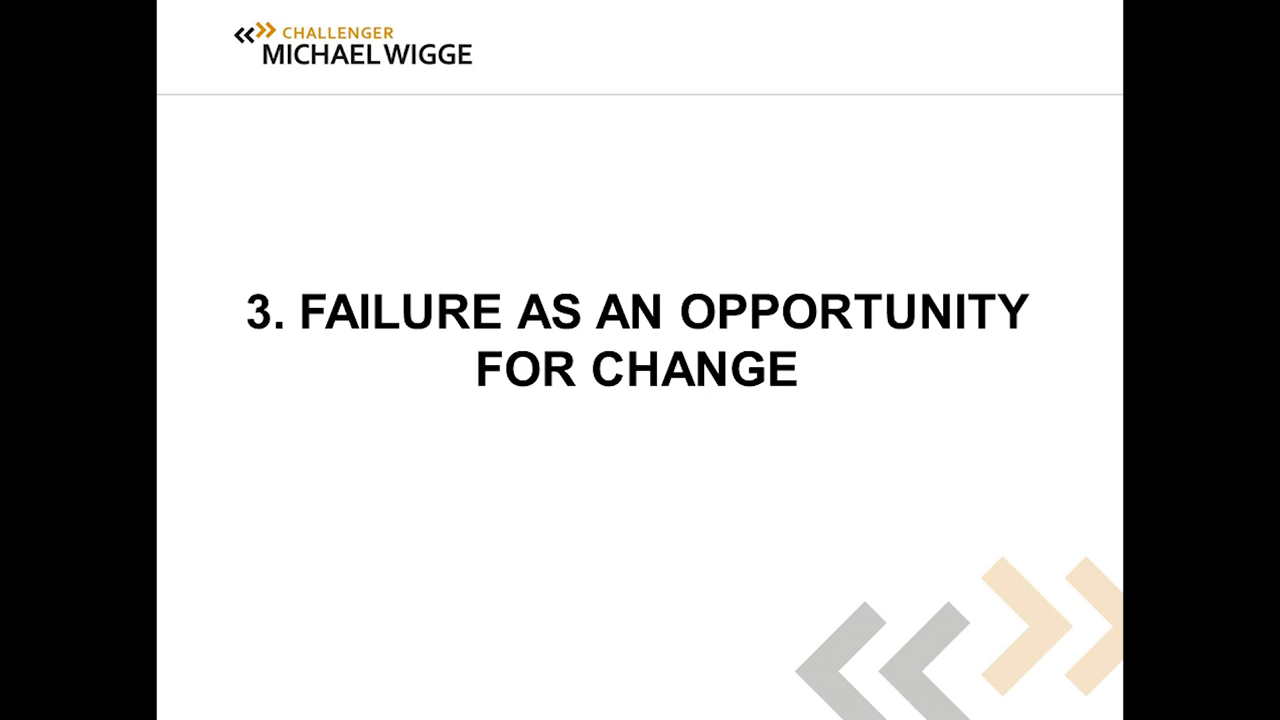 CHALLENGER
MICHAEL WIGGE
3. FAILURE AS AN OPPORTUNITY
FOR CHANGE